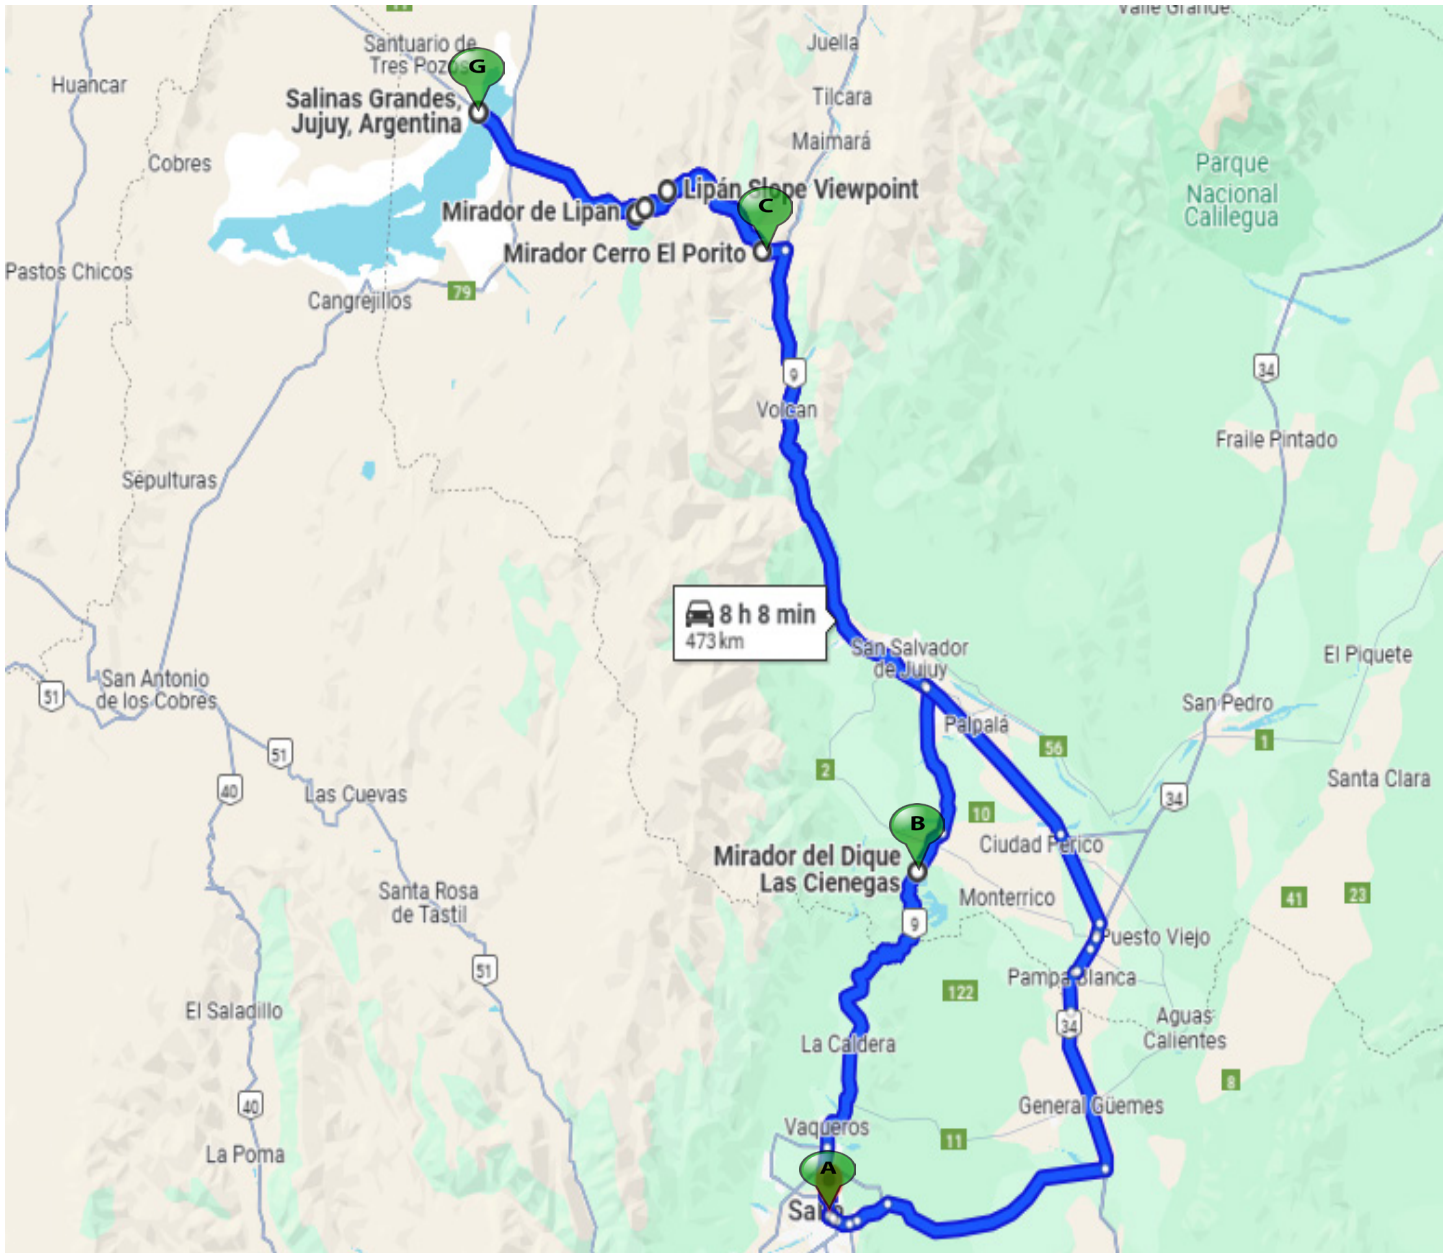 Valle Grande
11
Santuario de
Tres Pozos
Juella
Huancar
G
Salinas Grandes,
Jujuy, Argentina
Tilcara
Maimará
Cobres
Parque
Nacional
Calilegua
Lipán Slope Viewpoint
C
Mirador de Lipan
Mirador Cerro El Porito
Pastos Chicos
79
Cangrejillos
9
34
Volcan
Fraile Pintado
Sepulturas
8 h 8 min
473 km
San Salvador
de Jujuy
El Piquete
San Antonio
de los Cobres
51
San Pedro
Palpalá
56
1
51
2
40
Las Cuevas
34
Santa Clara
10
B
Ciudad Perico
Mirador del Dique
Las Cienegas
Santa Rosa
de Tastil
Monterrico
41
23
9
Puesto Viejo
51
Pampa Blanca
122
El Saladillo
34
Aguas
Calientes
La Caldera
8
40
General Güemes
Vaqueros
11
La Poma
A
Salta